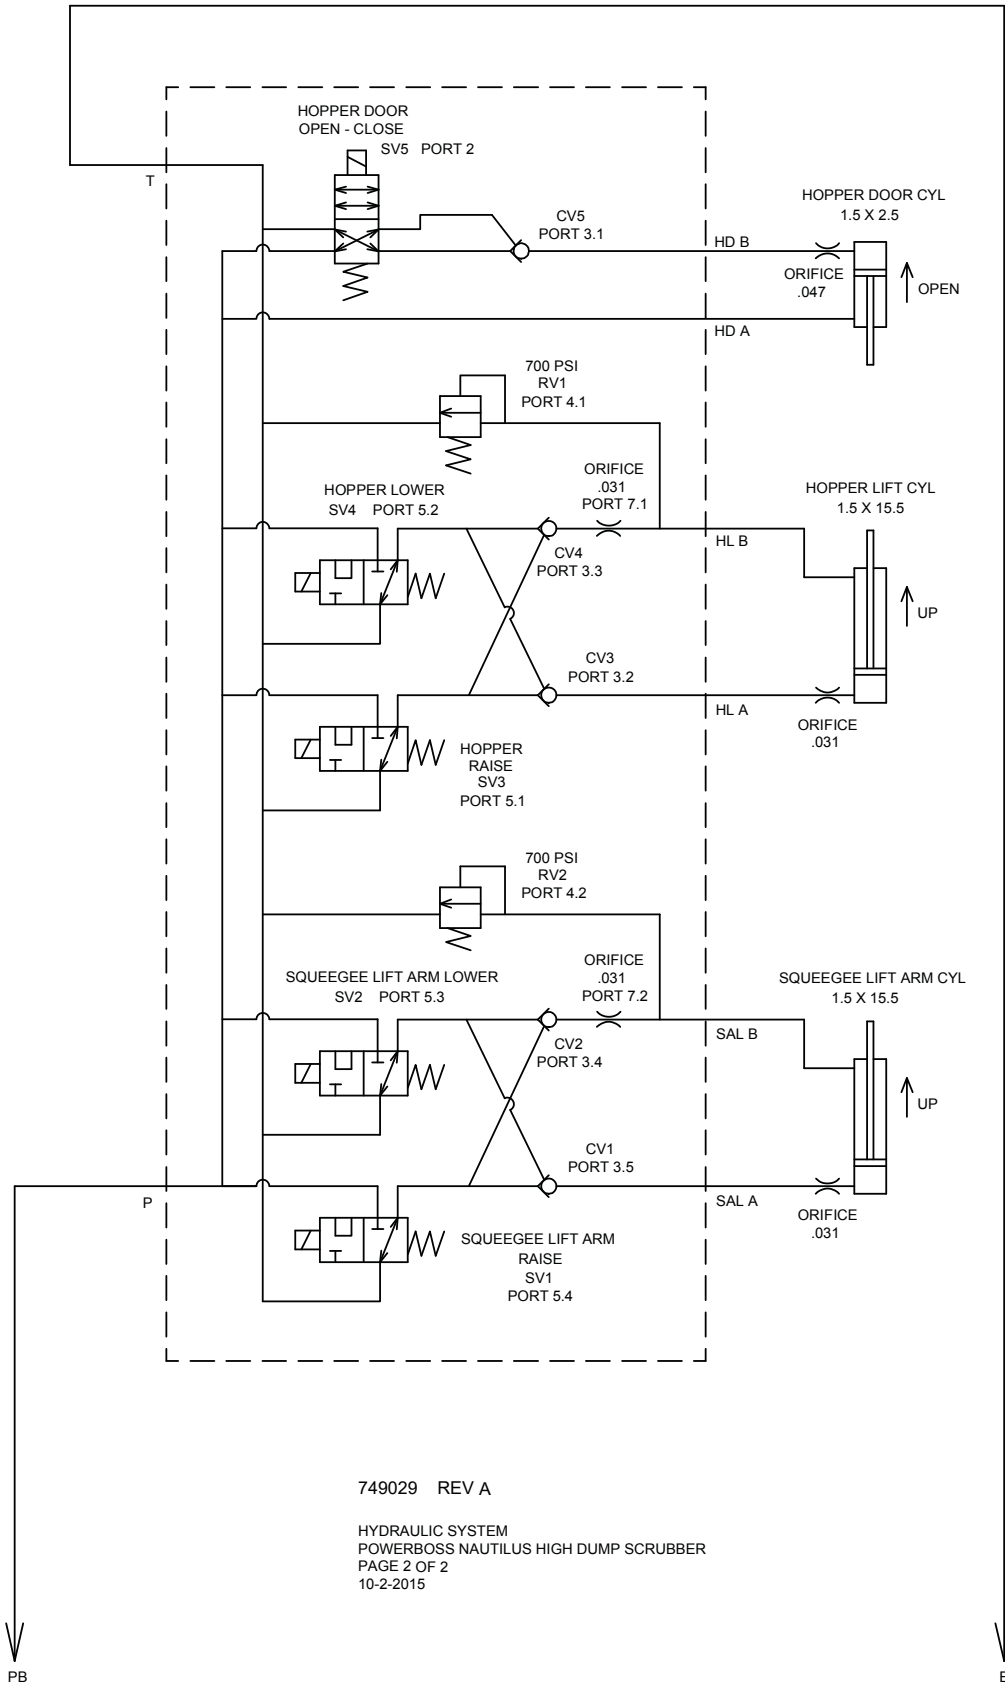 HOPPER DOOR
OPEN - CLOSE
SV5 PORT 2
T
CV5
PORT 3.1
HOPPER DOOR CYL
1.5 X 2.5
HD B
ORIFICE
.047
OPEN
HD A
700 PSI
RV1
PORT 4.1
ORIFICE
.031
PORT 7.1
HOPPER LOWER
SV4 PORT 5.2
HOPPER LIFT CYL
1.5 X 15.5
HL B
CV4
PORT 3.3
UP
CV3
PORT 3.2
HL A
ORIFICE
.031
HOPPER
RAISE
SV3
PORT 5.1
700 PSI
RV2
PORT 4.2
ORIFICE
.031
PORT 7.2
SQUEEGEE LIFT ARM LOWER
SV2 PORT 5.3
SQUEEGEE LIFT ARM CYL
1.5 X 15.5
SAL B
CV2
PORT 3.4
UP
CV1
PORT 3.5
P
SAL A
ORIFICE
.031
SQUEEGEE LIFT ARM
RAISE
SV1
PORT 5.4
749029 REV A
HYDRAULIC SYSTEM
POWERBOSS NAUTILUS HIGH DUMP SCRUBBER
PAGE 2 OF 2
10-2-2015
PB